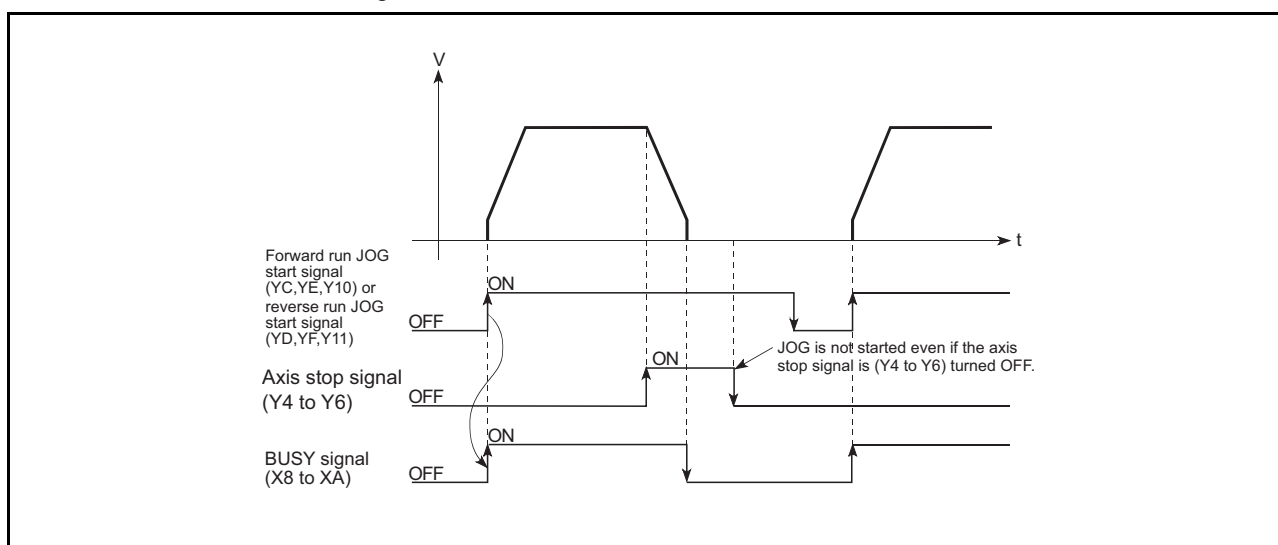 V
t
Forward run JOG
start signal
(YC,YE,Y10) or
reverse run JOG
start signal
(YD,YF,Y11)
ON
OFF
JOG is not started even if the axis
stop signal is (Y4 to Y6) turned OFF.
Axis stop signal
(Y4 to Y6)
ON
OFF
BUSY signal
(X8 to XA)
ON
OFF